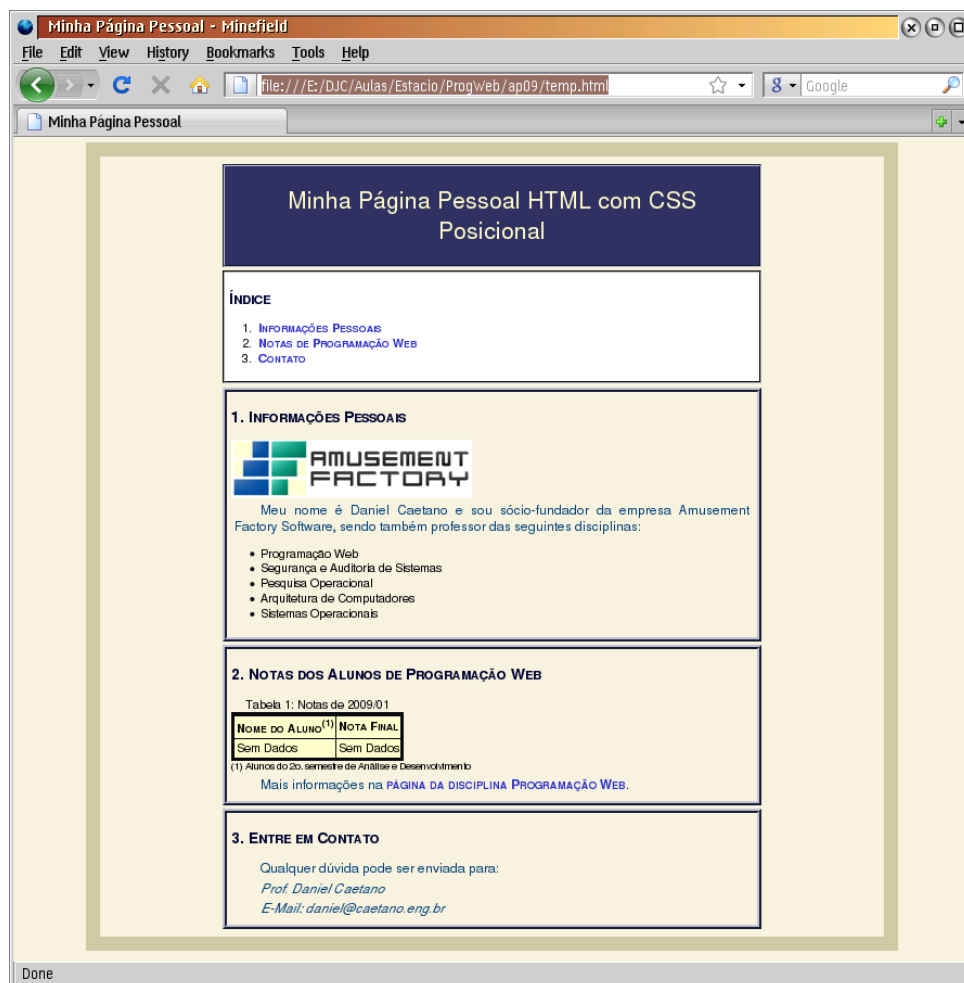 Minha Página Pessoal - Minefield
File Edit View History Bookmarks Tools Help
file:///E:/DJC/Aulas/Estacio/ProgWeb/ap09/temp.html
8 Google
Minha Página Pessoal
Minha Página Pessoal HTML com CSS
Posicional
Índice
1. Informações Pessoais
2. Notas de Programação Web
3. Contato
1. Informações Pessoais
AMUSEMENT
FACTORY
Meu nome é Daniel Caetano e sou sócio-fundador da empresa Amusement
Factory Software, sendo também professor das seguintes disciplinas:
• Programação Web
• Segurança e Auditoria de Sistemas
• Pesquisa Operacional
• Arquitetura de Computadores
• Sistemas Operacionais
2. Notas dos Alunos de Programação Web
Tabela 1: Notas de 2009/01
Nome do Aluno(1) Nota Final
Sem Dados Sem Dados
(1) Alunos do 2o. semestre de Análise e Desenvolvimento
Mais informações na página da disciplina Programação Web.
3. Entre em Contato
Qualquer dúvida pode ser enviada para:
Prof. Daniel Caetano
E-Mail: daniel@caetano.eng.br
Done